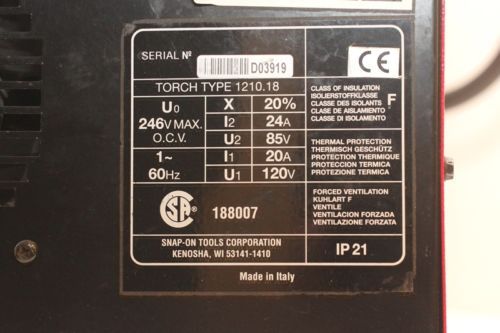 SERIAL Nº D03919
CE
TORCH TYPE 1210.18
U0 X 20%
246V MAX. I2 24A
O.C.V. U2 85V
1~ I1 20A
60Hz U1 120V
CLASS OF INSULATION
ISOLIERSTOFFKLASSE
CLASSE DES ISOLANTS F
CLASE DE AISLAMIENTO
CLASSE DI ISOLAMENTO
THERMAL PROTECTION
THERMISCH GESCHÜTZ
PROTECTION THERMIQUE
PROTECCION TERMICA
PROTEZIONE TERMICA
FORCED VENTILATION
KUHLART F
VENTILE
VENTILACION FORZADA
VENTILAZIONE FORZATA
SA 188007
SNAP-ON TOOLS CORPORATION
KENOSHA, WI 53141-1410
IP 21
Made in Italy